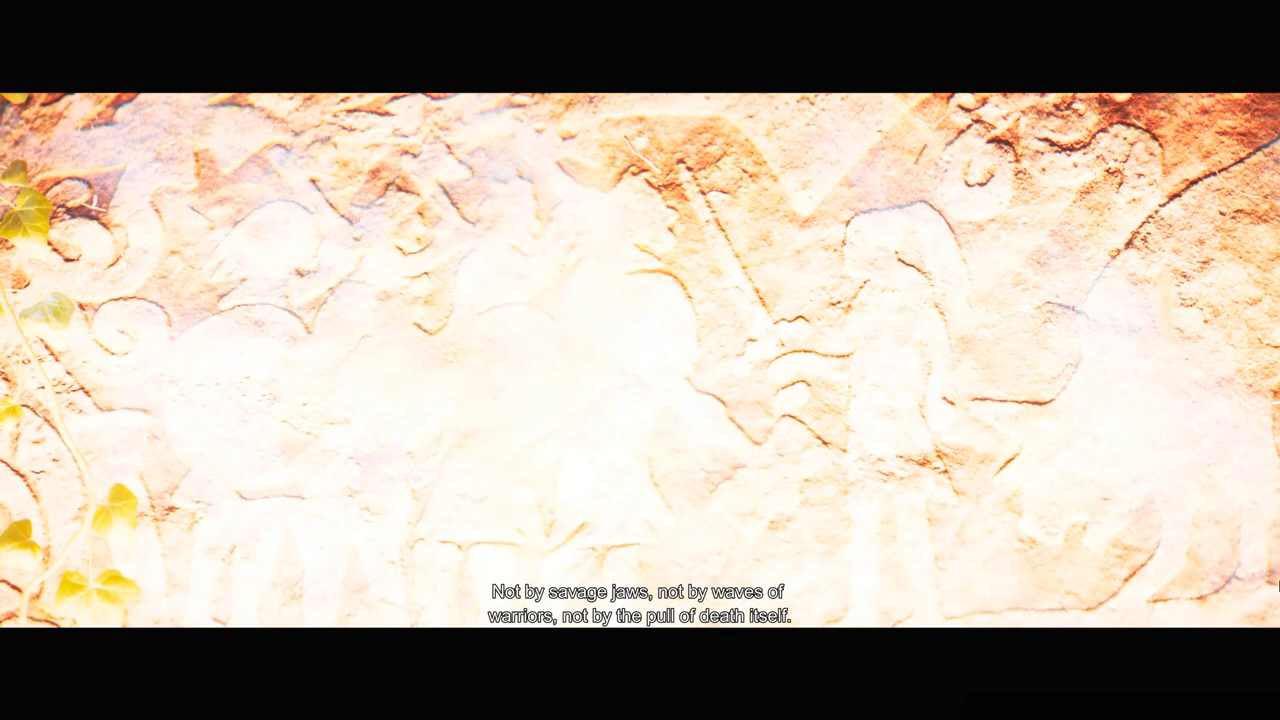 Not by savage jaws, not by waves of
warriors, not by the pull of death itself.